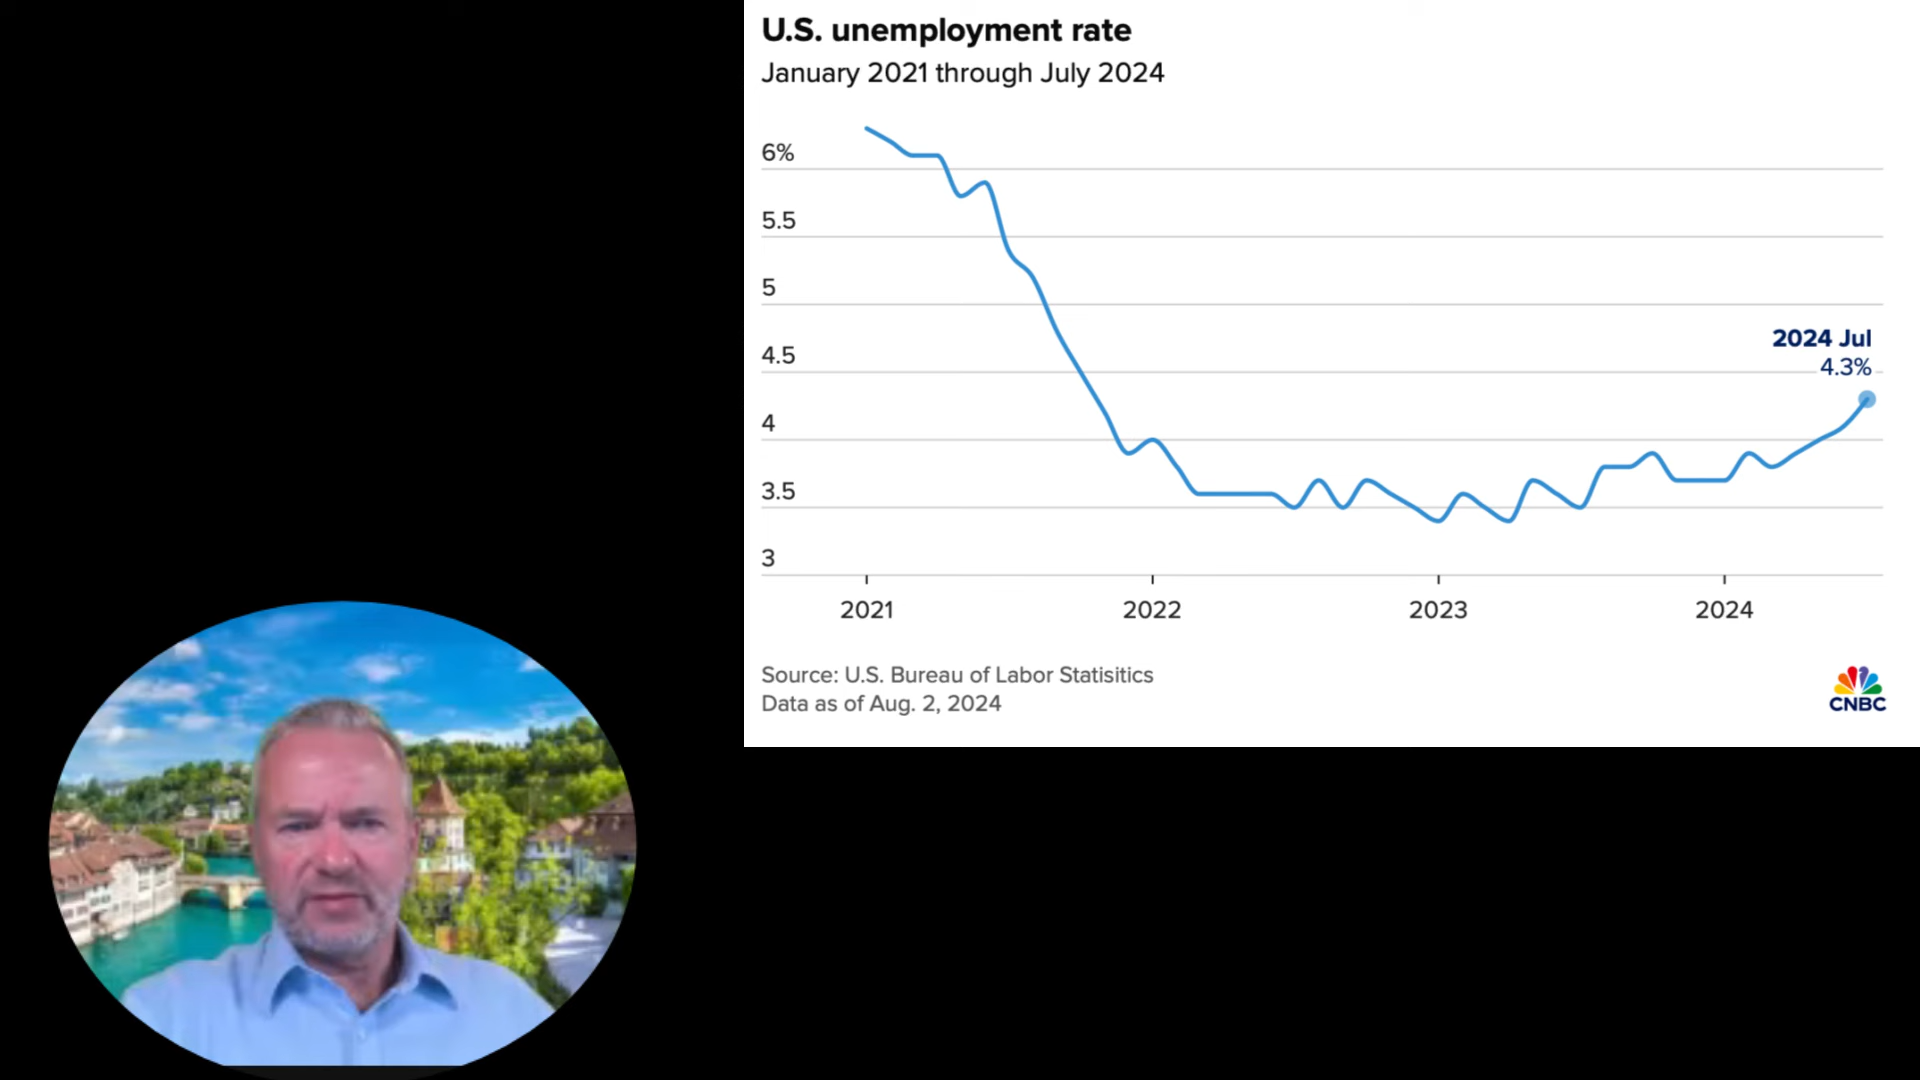 U.S. unemployment rate
January 2021 through July 2024
6%
5.5
5
4.5
4
3.5
3
2024 Jul
4.3%
2021 2022 2023 2024
Source: U.S. Bureau of Labor Statisitics
Data as of Aug. 2, 2024
CNBC